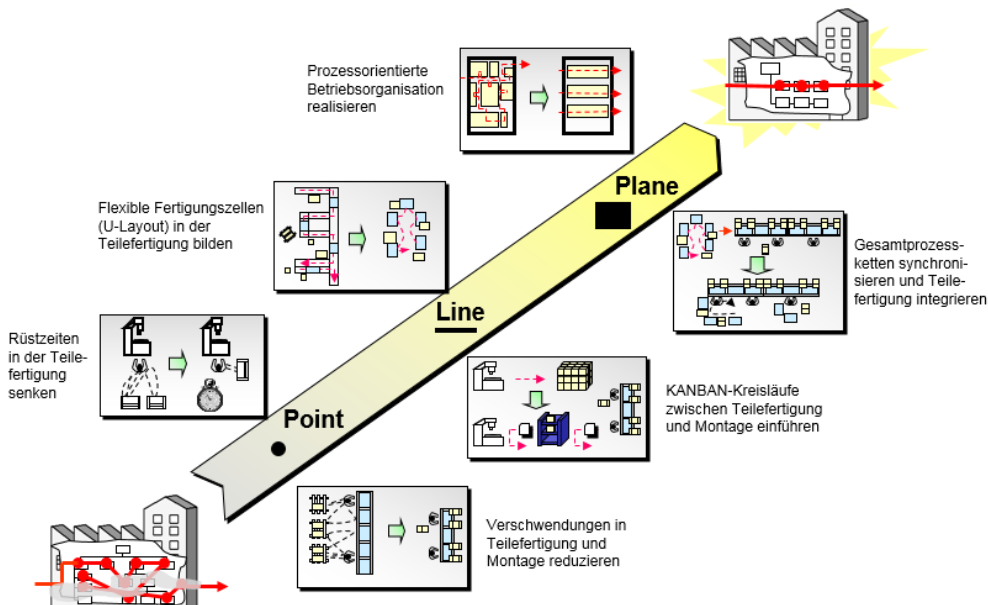 Prozessorientierte
Betriebsorganisation
realisieren
Plane
Flexible Fertigungszellen
(U-Layout) in der
Teilefertigung bilden
Gesamtprozess-
ketten synchroni-
sieren und Teile-
fertigung integrieren
Line
Rüstzeiten
in der Teile-
fertigung
senken
KANBAN-Kreisläufe
zwischen Teilefertigung
und Montage einführen
Point
Verschwendungen in
Teilefertigung und
Montage reduzieren